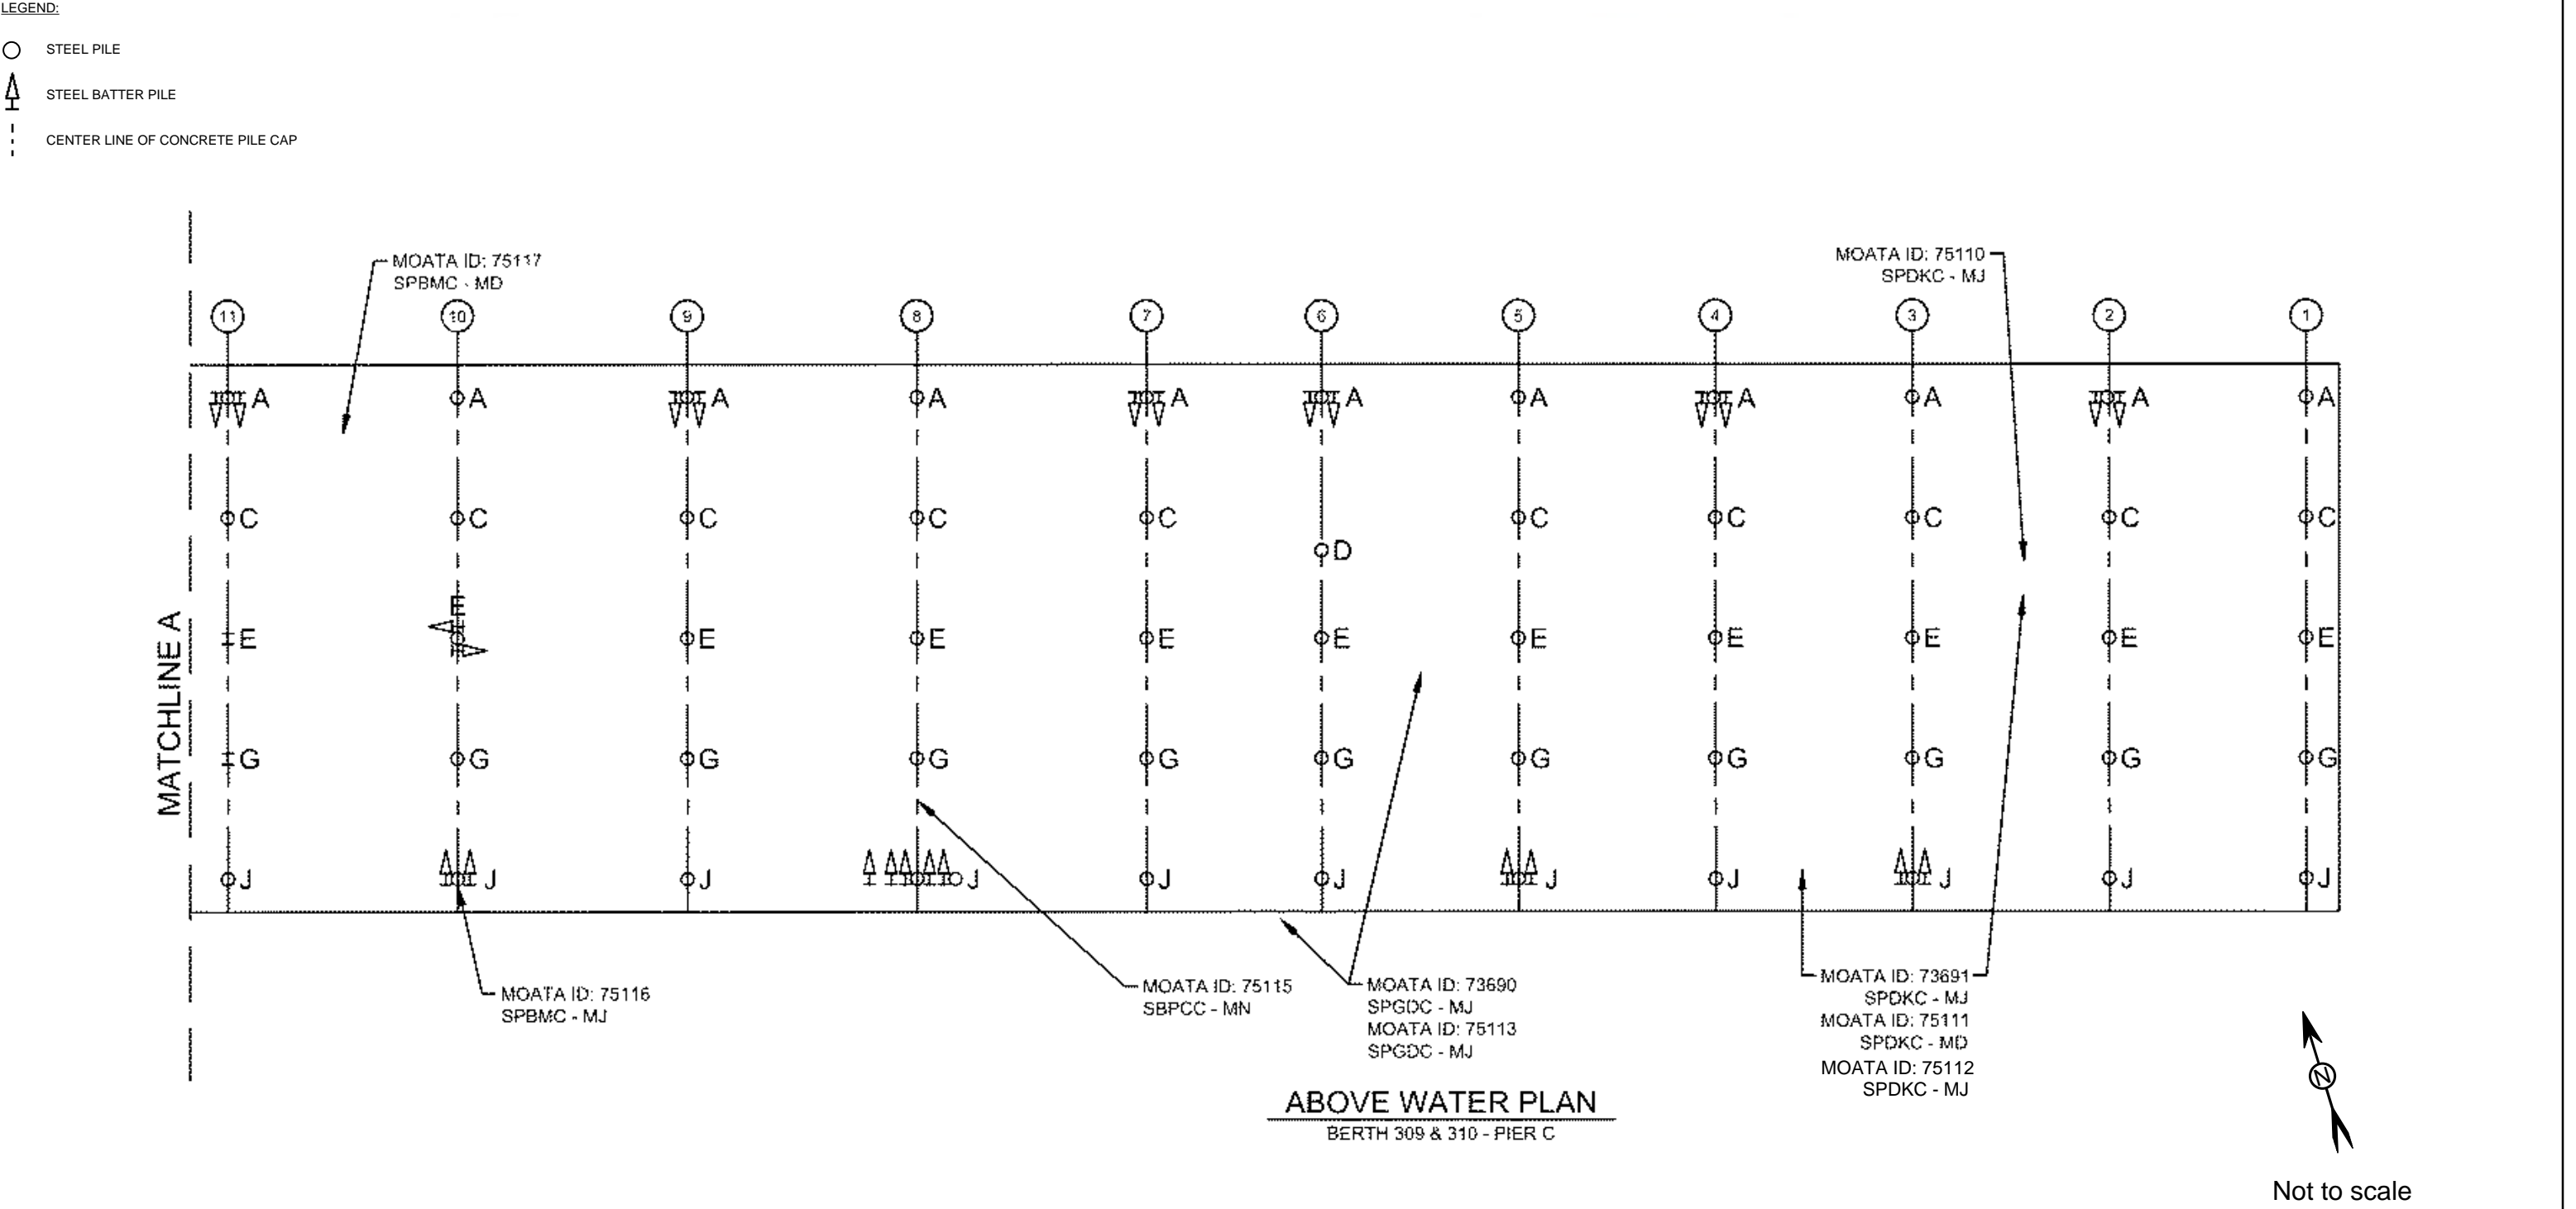 LEGEND:
STEEL PILE
STEEL BATTER PILE
CENTER LINE OF CONCRETE PILE CAP
MOATA ID: 75117
SPBMC - MD
MOATA ID: 75110
SPDKC - MJ
11 10 9 8 7 6 5 4 3 2 1
A A A A A A A A A A A
C C C C C C C C C C
D
E
E E E E E E E E E E
G G G G G G G G G G G
J J J J J J J J J J J
MATCHLINE A
MOATA ID: 75116
SPBMC - MJ
MOATA ID: 75115
SBPCC - MN
MOATA ID: 73690
SPGDC - MJ
MOATA ID: 75113
SPGDC - MJ
MOATA ID: 73691
SPDKC - MJ
MOATA ID: 75111
SPDKC - MD
MOATA ID: 75112
SPDKC - MJ
ABOVE WATER PLAN
BERTH 309 & 310 - PIER C
N
Not to scale